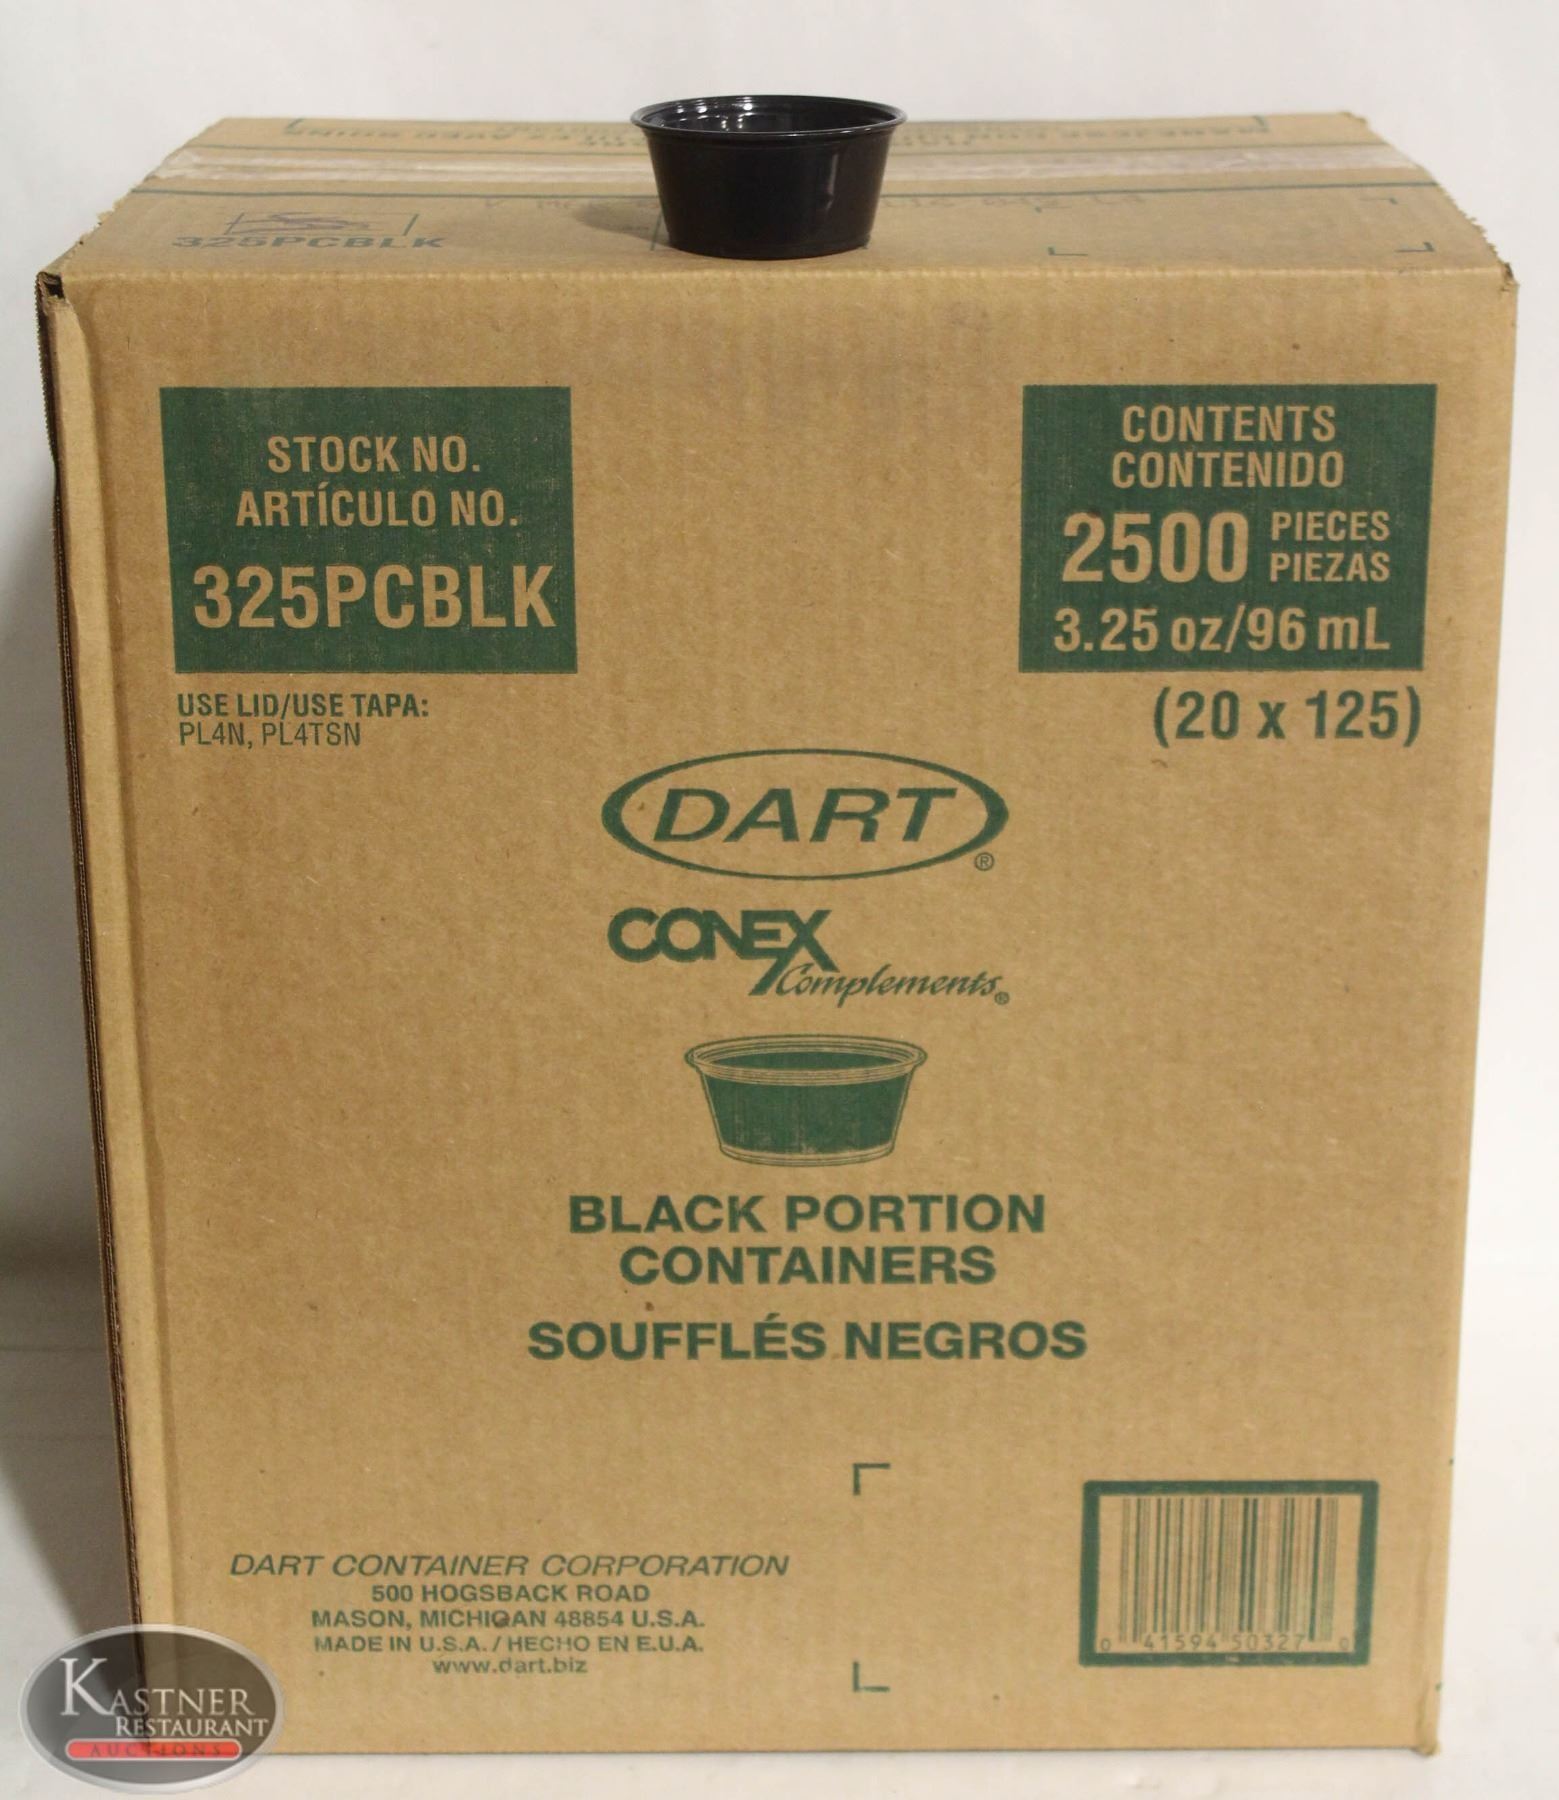 325PCBLK
STOCK NO.
ARTÍCULO NO.
325PCBLK
USE LID/USE TAPA:
PL4N, PL4TSN
CONTENTS
CONTENIDO
2500 PIECES
PIEZAS
3.25 oz/96 mL
(20 x 125)
DART®
CONEX
Complements®
BLACK PORTION
CONTAINERS
SOUFFLÉS NEGROS
DART CONTAINER CORPORATION
500 HOGSBACK ROAD
MASON, MICHIGAN 48854 U.S.A.
MADE IN U.S.A. / HECHO EN E.U.A.
www.dart.biz
0 41594 50327 0
KASTNER
RESTAURANT
AUCTIONS